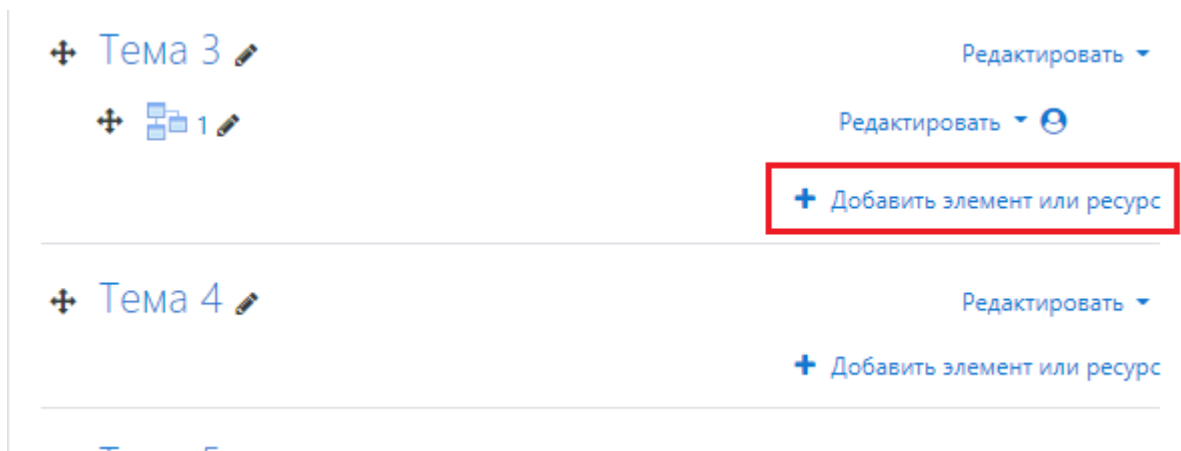 Тема 3 Редактировать
1 Редактировать
+ Добавить элемент или ресурс
Тема 4 Редактировать
+ Добавить элемент или ресурс